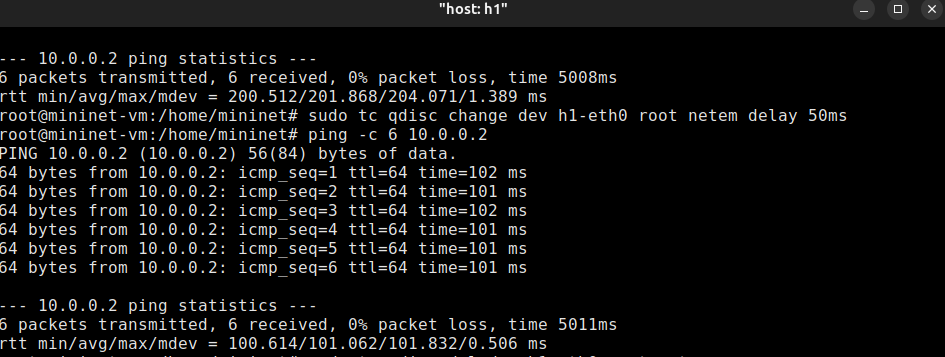 "host: h1"
--- 10.0.0.2 ping statistics ---
6 packets transmitted, 6 received, 0% packet loss, time 5008ms
rtt min/avg/max/mdev = 200.512/201.868/204.071/1.389 ms
root@mininet-vm:/home/mininet# sudo tc qdisc change dev h1-eth0 root netem delay 50ms
root@mininet-vm:/home/mininet# ping -c 6 10.0.0.2
PING 10.0.0.2 (10.0.0.2) 56(84) bytes of data.
64 bytes from 10.0.0.2: icmp_seq=1 ttl=64 time=102 ms
64 bytes from 10.0.0.2: icmp_seq=2 ttl=64 time=101 ms
64 bytes from 10.0.0.2: icmp_seq=3 ttl=64 time=102 ms
64 bytes from 10.0.0.2: icmp_seq=4 ttl=64 time=101 ms
64 bytes from 10.0.0.2: icmp_seq=5 ttl=64 time=101 ms
64 bytes from 10.0.0.2: icmp_seq=6 ttl=64 time=101 ms
--- 10.0.0.2 ping statistics ---
6 packets transmitted, 6 received, 0% packet loss, time 5011ms
rtt min/avg/max/mdev = 100.614/101.062/101.832/0.506 ms